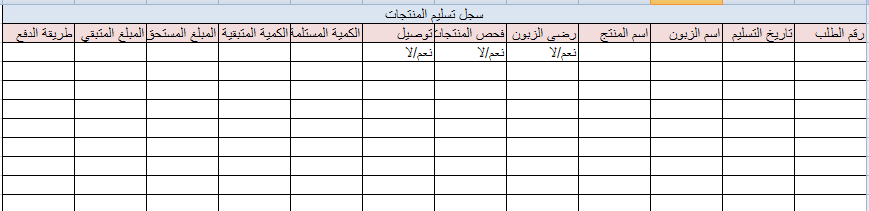 سجل تسليم المنتجات
رقم الطلب تاريخ التسليم اسم الزبون اسم المنتج رضى الزبون فحص المنتجات توصيل الكمية المستلمة الكمية المتبقية المبلغ المستحق المبلغ المتبقي طريقة الدفع
نعم/لا نعم/لا نعم/لا